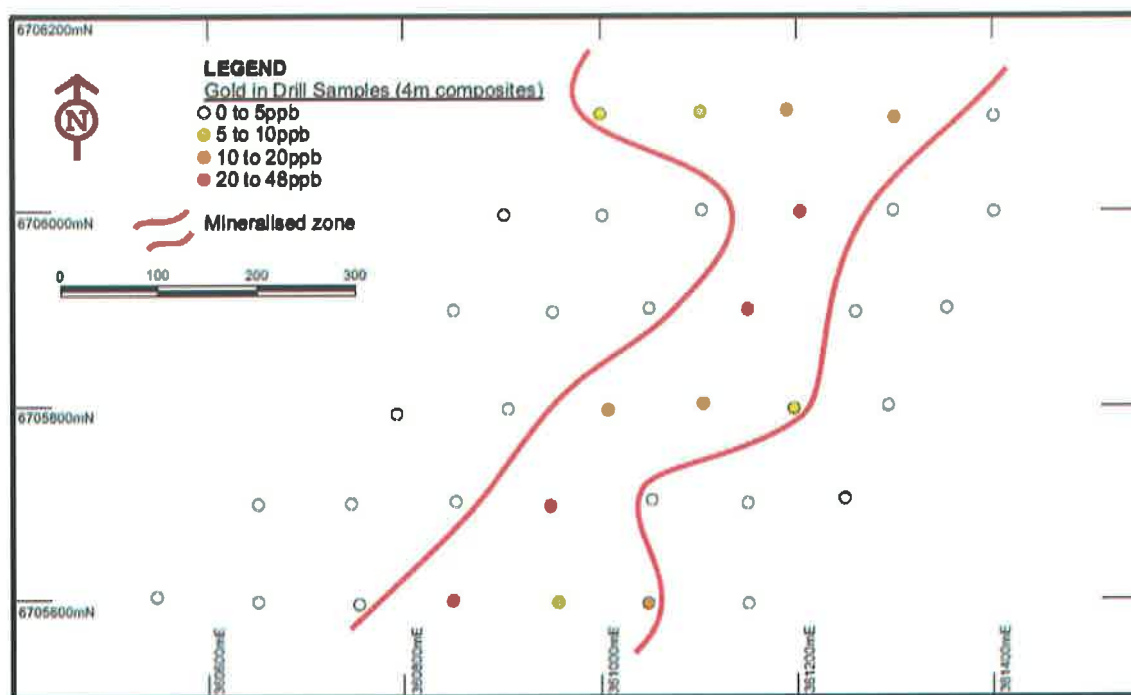 6706200mN
LEGEND
Gold in Drill Samples (4m composites)
N
0 to 5ppb
5 to 10ppb
10 to 20ppb
20 to 48ppb
6706000mN
Mineralised zone
0 100 200 300
6705800mN
6705600mN
360600mE
360800mE
361000mE
361200mE
361400mE